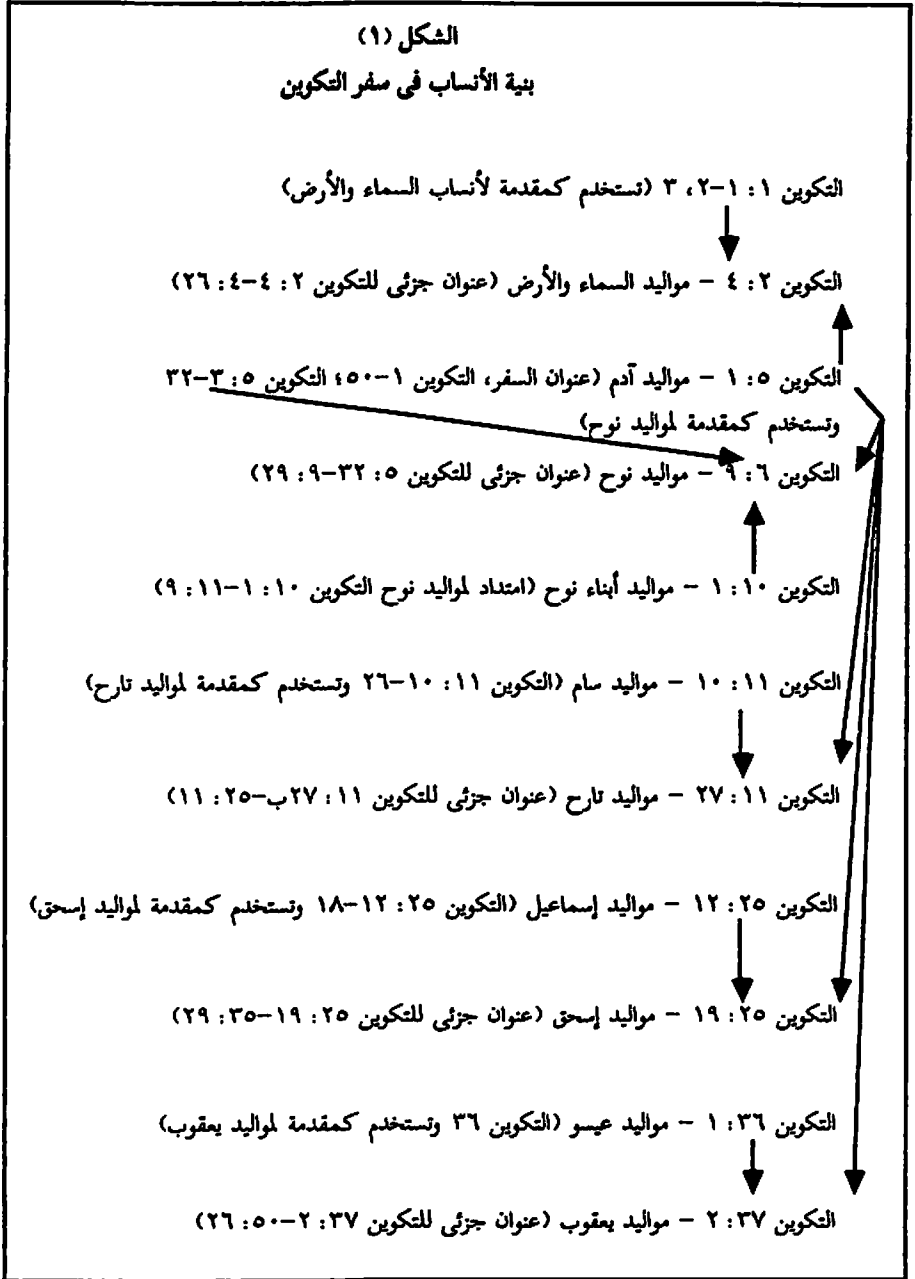 الشكل (١)
بنية الأنساب فى سفر التكوين
التكوين ١ : ١-٢، ٣ (تستخدم كمقدمة لأنساب السماء والأرض)
التكوين ٢ : ٤ – مواليد السماء والأرض (عنوان جزئى للتكوين ٢ : ٤-٤ : ٢٦)
التكوين ٥ : ١ – مواليد آدم (عنوان السفر، التكوين ١-٥٠؛ التكوين ٥ : ٣-٣٢
وتستخدم كمقدمة لمواليد نوح)
التكوين ٦ : ٩ – مواليد نوح (عنوان جزئى للتكوين ٥ : ٣٢-٩ : ٢٩)
التكوين ١٠ : ١ – مواليد أبناء نوح (امتداد لمواليد نوح التكوين ١٠ : ١-١١ : ٩)
التكوين ١١ : ١٠ – مواليد سام (التكوين ١١ : ١٠-٢٦ وتستخدم كمقدمة لمواليد تارح)
التكوين ١١ : ٢٧ – مواليد تارح (عنوان جزئى للتكوين ١١ : ٢٧ب-٢٥ : ١١)
التكوين ٢٥ : ١٢ – مواليد إسماعيل (التكوين ٢٥ : ١٢-١٨ وتستخدم كمقدمة لمواليد إسحق)
التكوين ٢٥ : ١٩ – مواليد إسحق (عنوان جزئى للتكوين ٢٥ : ١٩-٣٥ : ٢٩)
التكوين ٣٦ : ١ – مواليد عيسو (التكوين ٣٦ وتستخدم كمقدمة لمواليد يعقوب)
التكوين ٣٧ : ٢ – مواليد يعقوب (عنوان جزئى للتكوين ٣٧ : ٢-٥٠ : ٢٦)